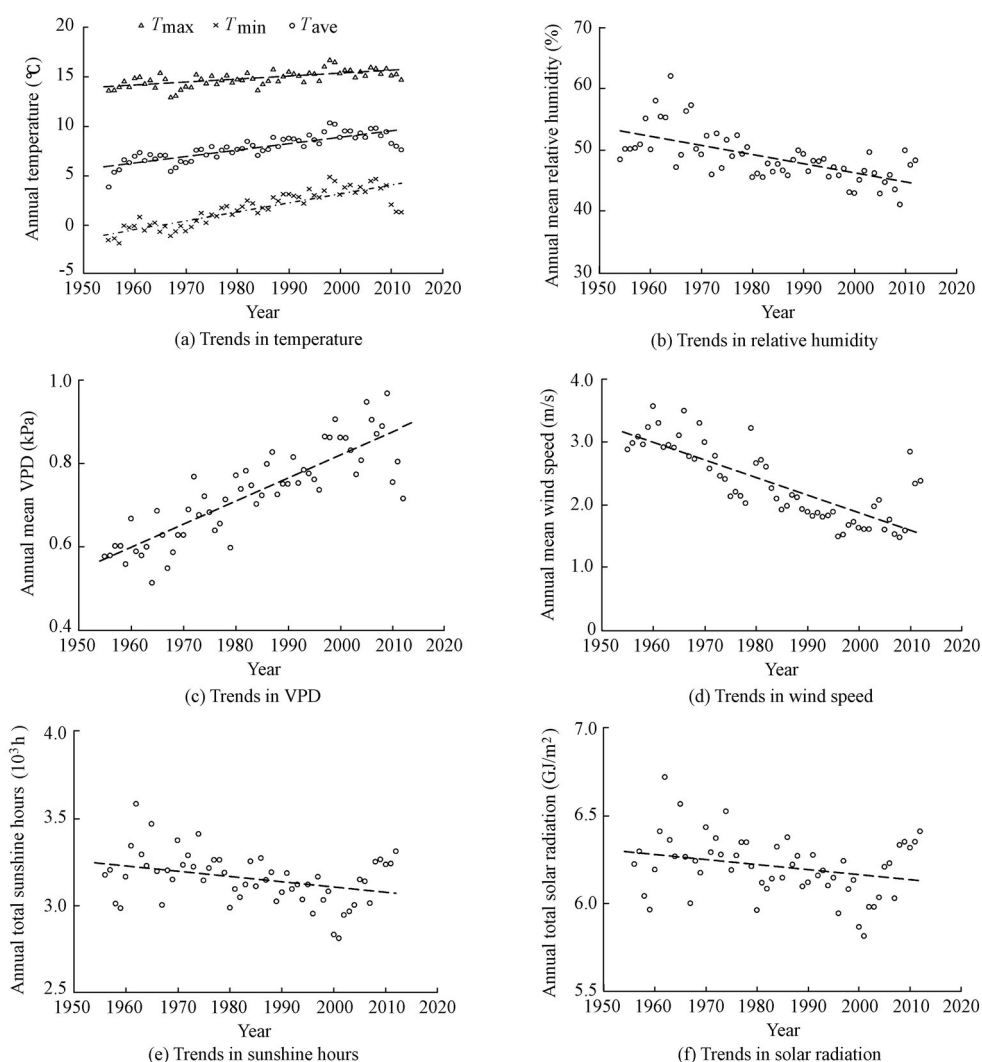 △ Tmax × Tmin ○ Tave
20
15
10
5
0
-5
Annual temperature (℃)
1950 1960 1970 1980 1990 2000 2010 2020
Year
(a) Trends in temperature
70
60
50
40
30
Annual mean relative humidity (%)
1950 1960 1970 1980 1990 2000 2010 2020
Year
(b) Trends in relative humidity
1.0
0.8
0.6
0.4
Annual mean VPD (kPa)
1950 1960 1970 1980 1990 2000 2010 2020
Year
(c) Trends in VPD
4.0
3.0
2.0
1.0
0
Annual mean wind speed (m/s)
1950 1960 1970 1980 1990 2000 2010 2020
Year
(d) Trends in wind speed
4.0
3.5
3.0
2.5
Annual total sunshine hours (10³h)
1950 1960 1970 1980 1990 2000 2010 2020
Year
(e) Trends in sunshine hours
7.0
6.5
6.0
5.5
Annual total solar radiation (GJ/m²)
1950 1960 1970 1980 1990 2000 2010 2020
Year
(f) Trends in solar radiation